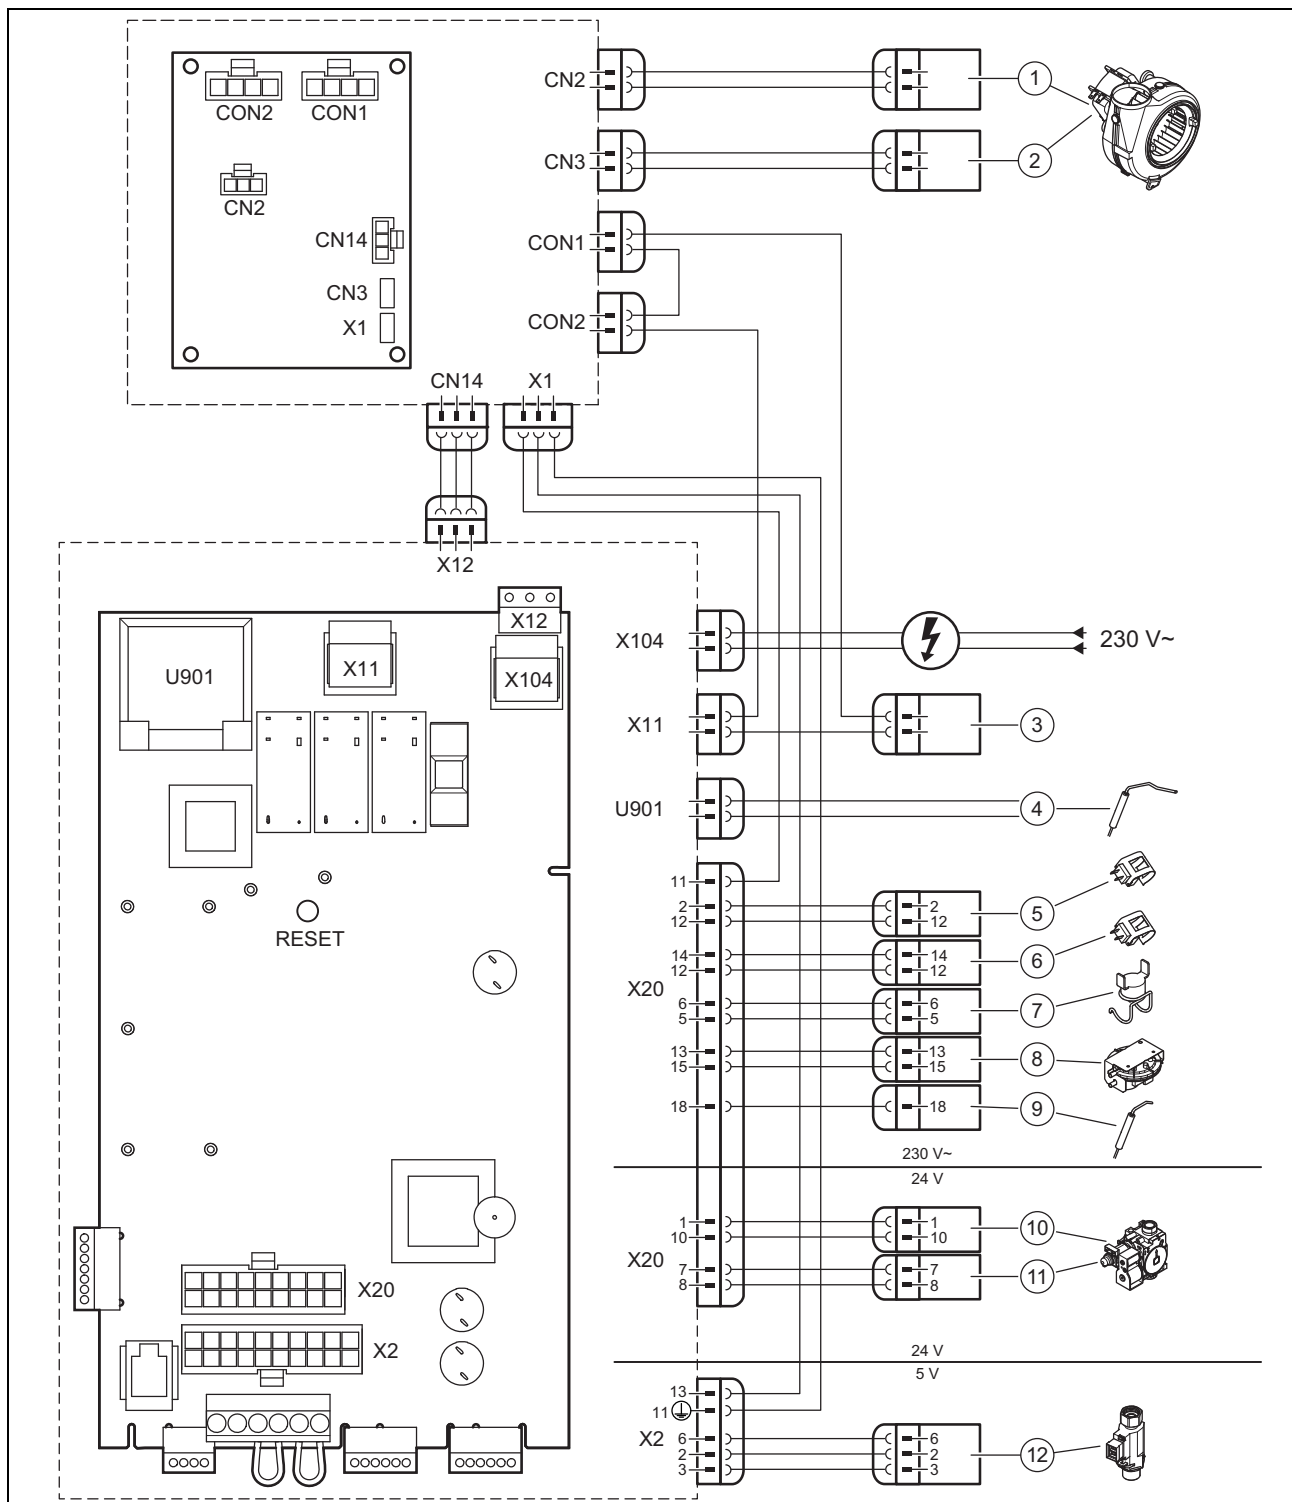 CON2 CON1
CN2
CN14
CN3
X1
CN2
CN3
CON1
CON2
CN14 X1
1
2
X12
X12
U901
X11
X104
RESET
X20
X2
X104
230 V~
X11
3
U901
4
X20
11
2 2
12 12
5
14 14
12 12
6
6 6
5 5
7
13 13
15 15
8
18 18
9
230 V~
24 V
X20
1 1
10 10
10
7 7
8 8
11
24 V
5 V
X2
13
11
6 6
2 2
3 3
12